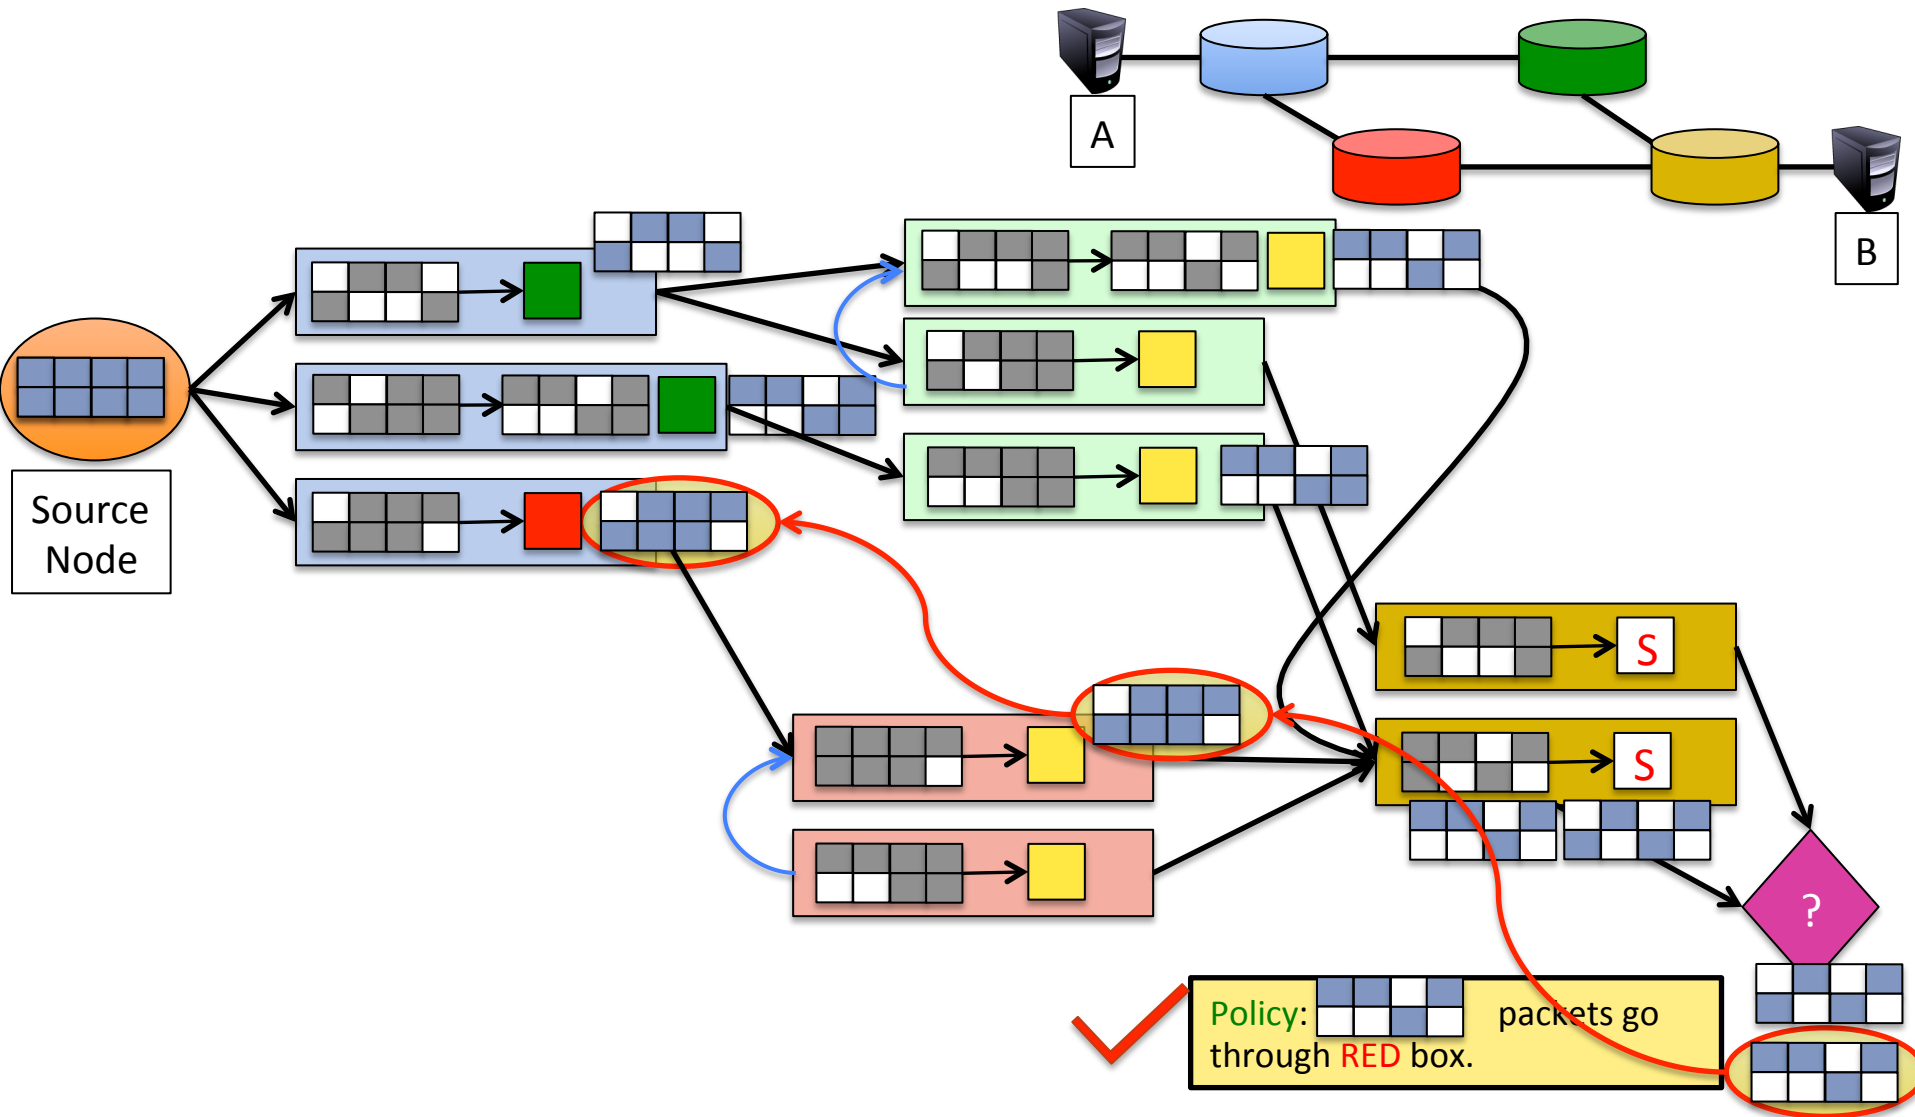 A
B
Source
Node
S
S
?
Policy: packets go
through RED box.